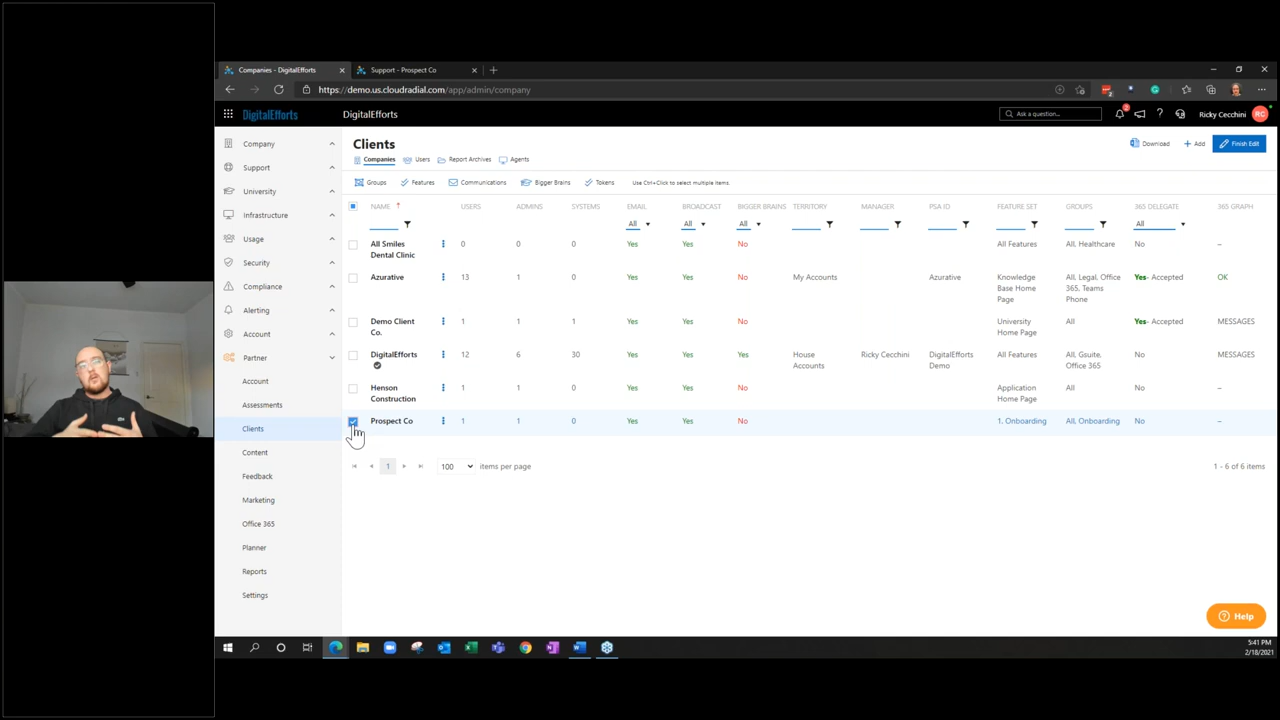 Companies - DigitalEfforts
Support - Prospect Co
https://demo.us.cloudradial.com/app/admin/company
DigitalEfforts
DigitalEfforts
Ask a question...
2
Ricky Cecchini
RC
Company
Support
University
Infrastructure
Usage
Security
Compliance
Alerting
Account
Partner
Account
Assessments
Clients
Content
Feedback
Marketing
Office 365
Planner
Reports
Settings
Clients
Download
Add
Finish Edit
Companies Users Report Archives Agents
Groups Features Communications Bigger Brains Tokens Use Ctrl+Click to select multiple items.
NAME USERS ADMINS SYSTEMS EMAIL BROADCAST BIGGER BRAINS TERRITORY MANAGER PSA ID FEATURE SET GROUPS 365 DELEGATE 365 GRAPH
All All All All
All Smiles Dental Clinic 0 0 0 Yes Yes No All Features All, Healthcare No –
Azurative 13 1 0 Yes Yes No My Accounts Azurative Knowledge Base Home Page All, Legal, Office 365, Teams Phone Yes- Accepted OK
Demo Client Co. 1 1 1 Yes Yes No University Home Page All Yes- Accepted MESSAGES
DigitalEfforts 12 6 30 Yes Yes Yes House Accounts Ricky Cecchini DigitalEfforts Demo All Features All, Gsuite, Office 365 No MESSAGES
Henson Construction 1 1 0 Yes Yes No Application Home Page All No –
Prospect Co 1 1 0 Yes Yes No 1. Onboarding All, Onboarding No –
1 100 items per page 1 - 6 of 6 items
Help
5:41 PM
2/18/2021